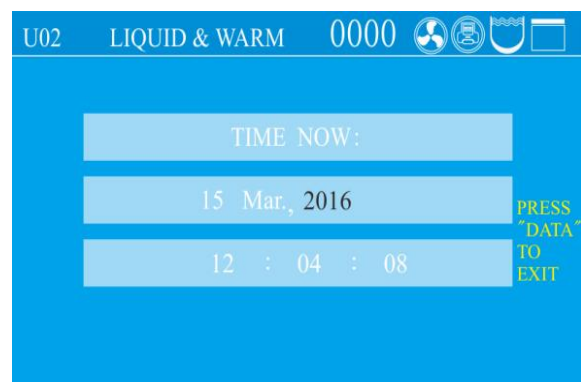 U02 LIQUID & WARM 0000
TIME NOW:
15 Mar., 2016
12 : 04 : 08
PRESS
"DATA"
TO
EXIT